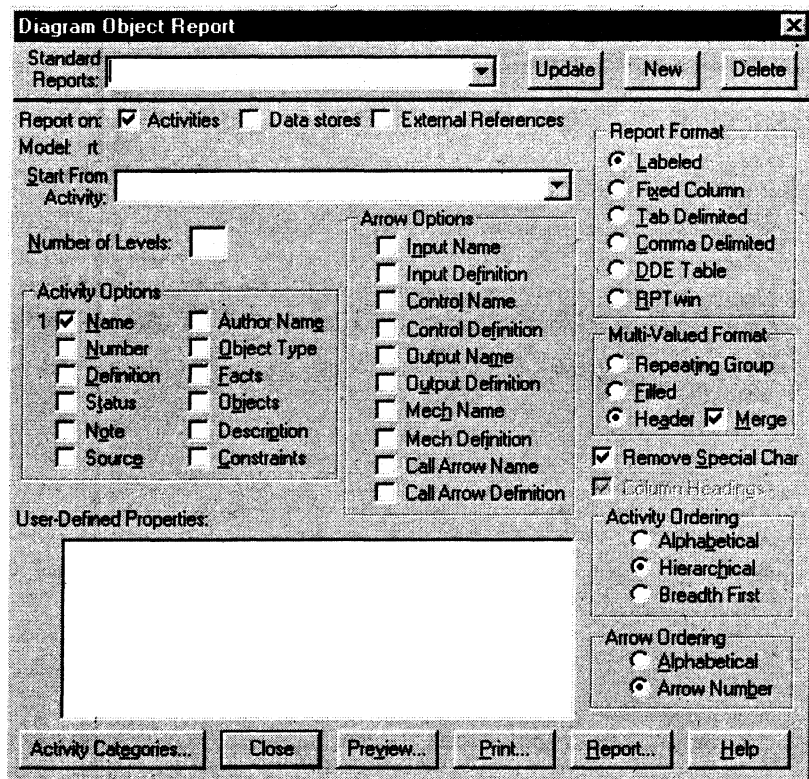 Diagram Object Report
Standard Reports:
Update New Delete
Report on: Activities Data stores External References
Model: rt
Start From Activity:
Number of Levels:
Activity Options
1 Name Author Name
Number Object Type
Definition Facts
Status Objects
Note Description
Source Constraints
Arrow Options
Input Name
Input Definition
Control Name
Control Definition
Output Name
Output Definition
Mech Name
Mech Definition
Call Arrow Name
Call Arrow Definition
Report Format
Labeled
Fixed Column
Tab Delimited
Comma Delimited
DDE Table
RPTwin
Multi-Valued Format
Repeating Group
Filled
Header Merge
Remove Special Char
Column Headings
Activity Ordering
Alphabetical
Hierarchical
Breadth First
Arrow Ordering
Alphabetical
Arrow Number
User-Defined Properties:
Activity Categories... Close Preview... Print... Report... Help